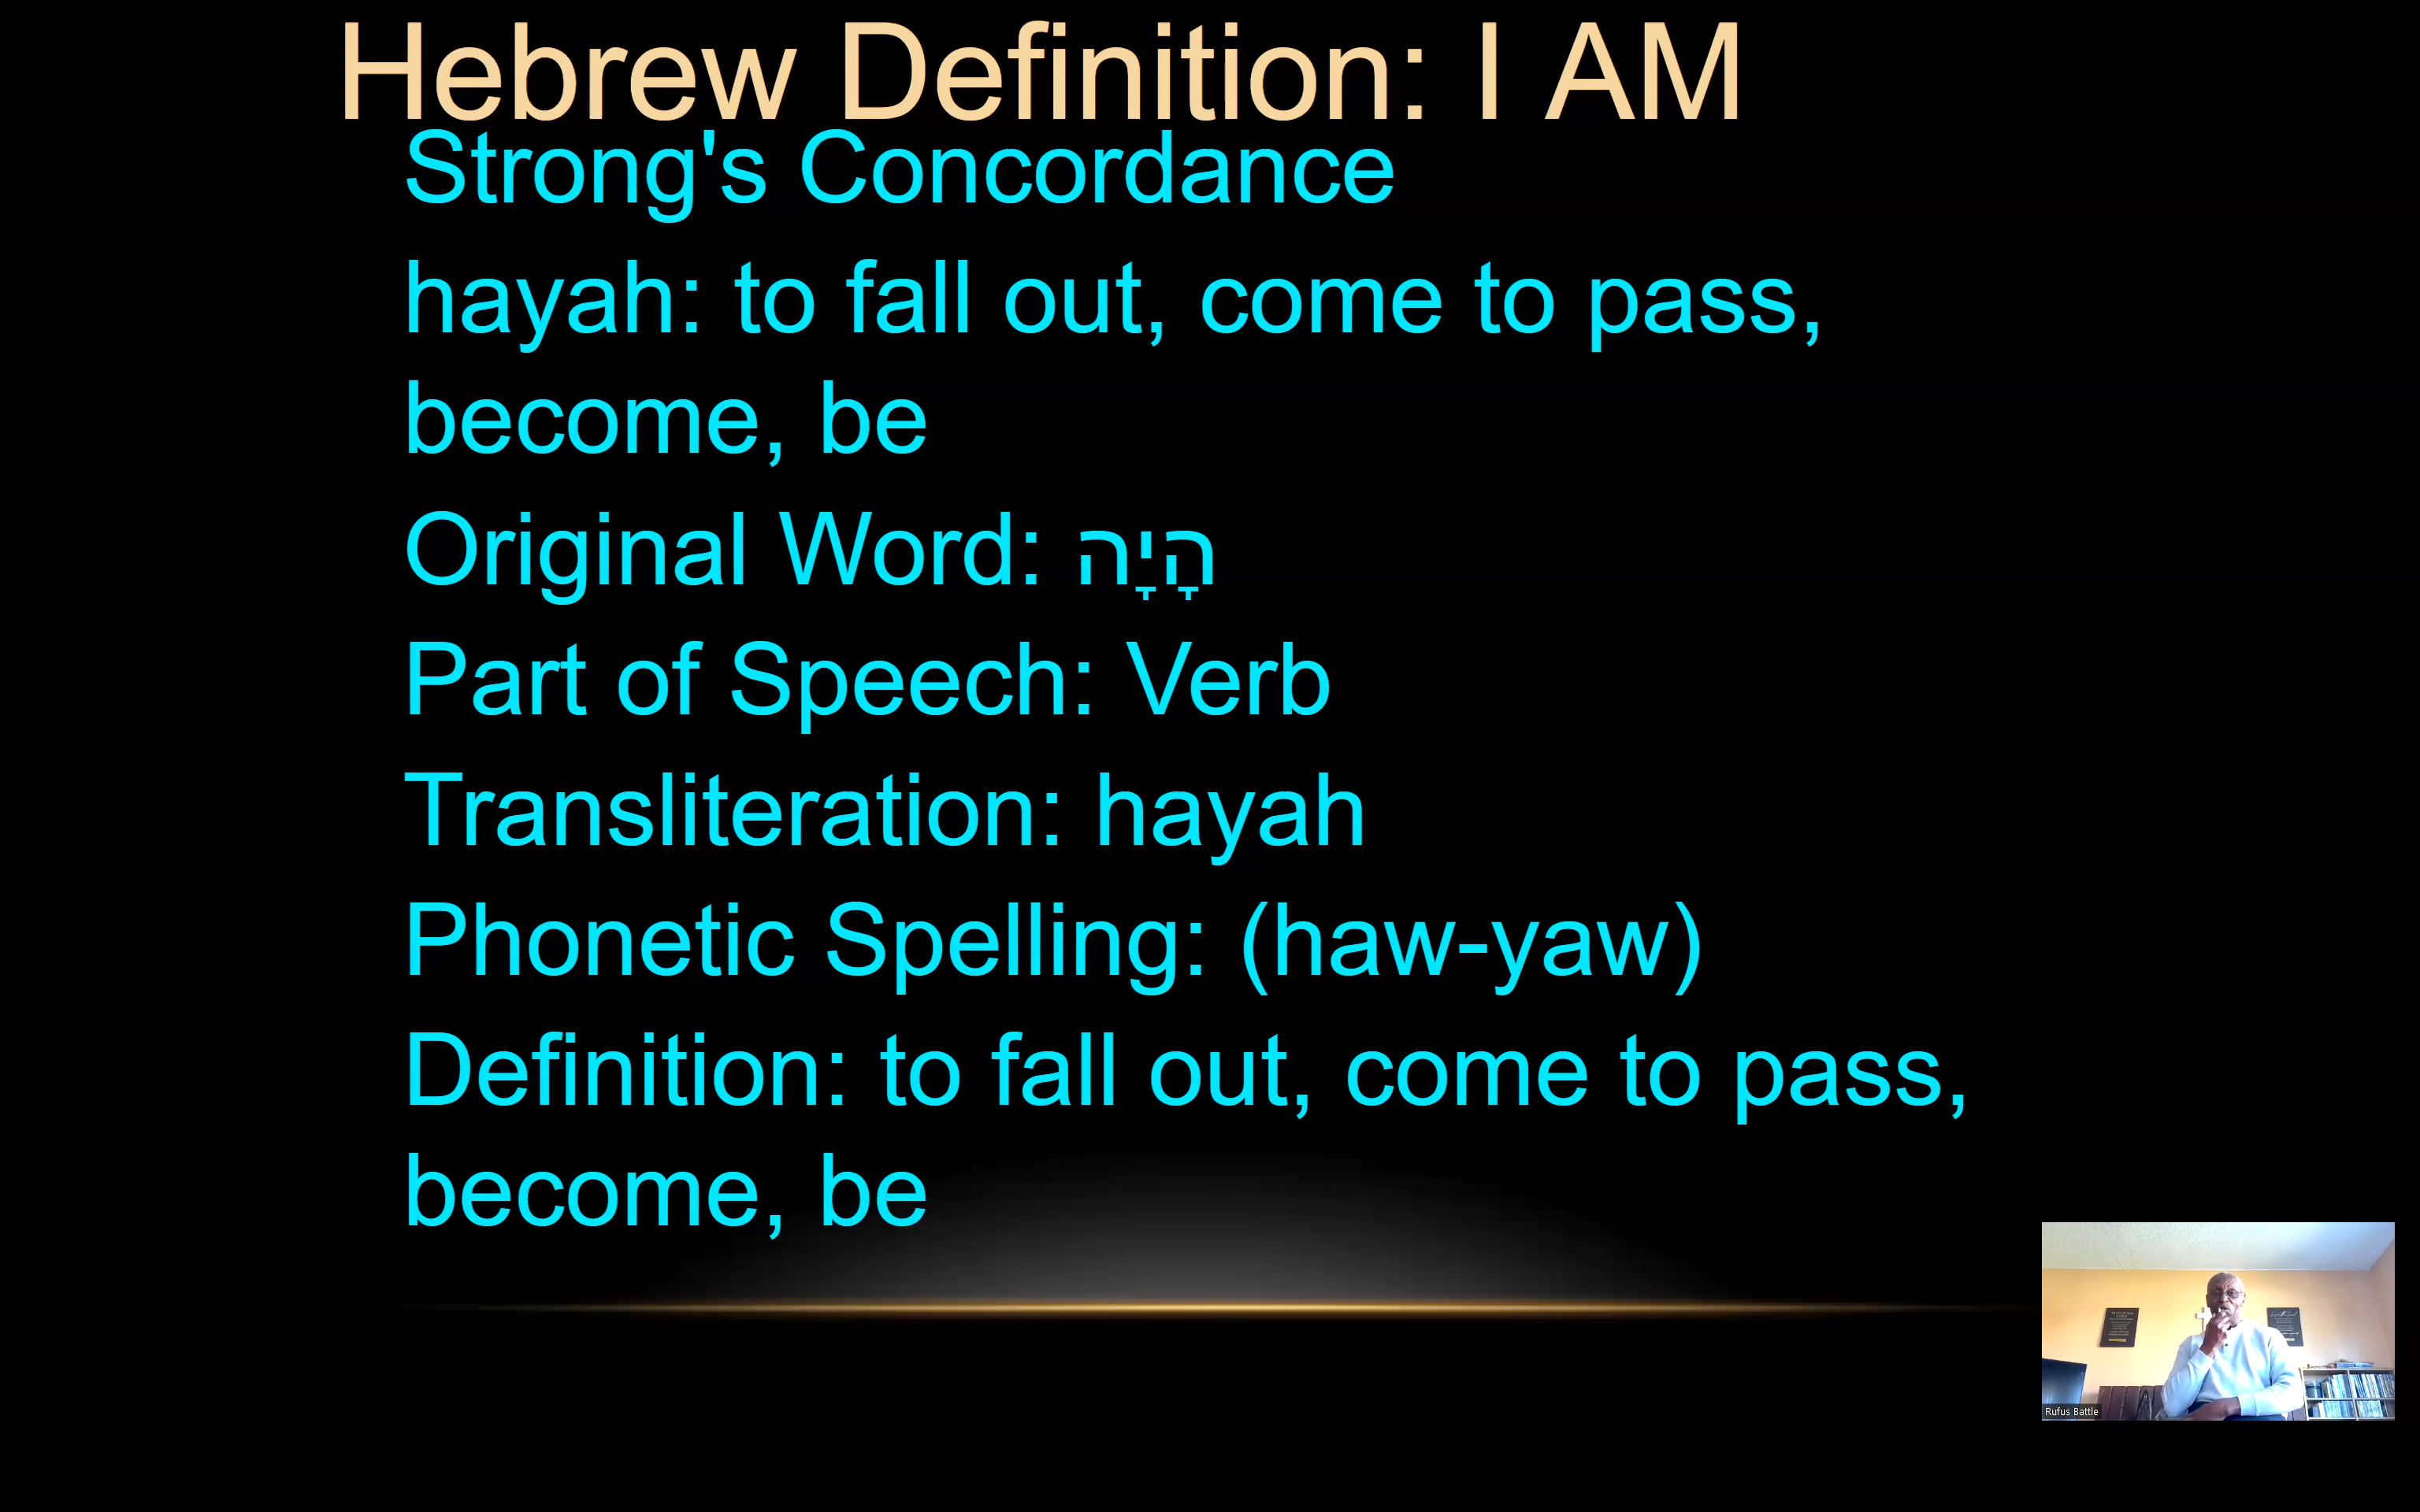 Hebrew Definition: I AM
Strong's Concordance
hayah: to fall out, come to pass,
become, be
Original Word: הָיָה
Part of Speech: Verb
Transliteration: hayah
Phonetic Spelling: (haw-yaw)
Definition: to fall out, come to pass,
become, be
Rufus Battle